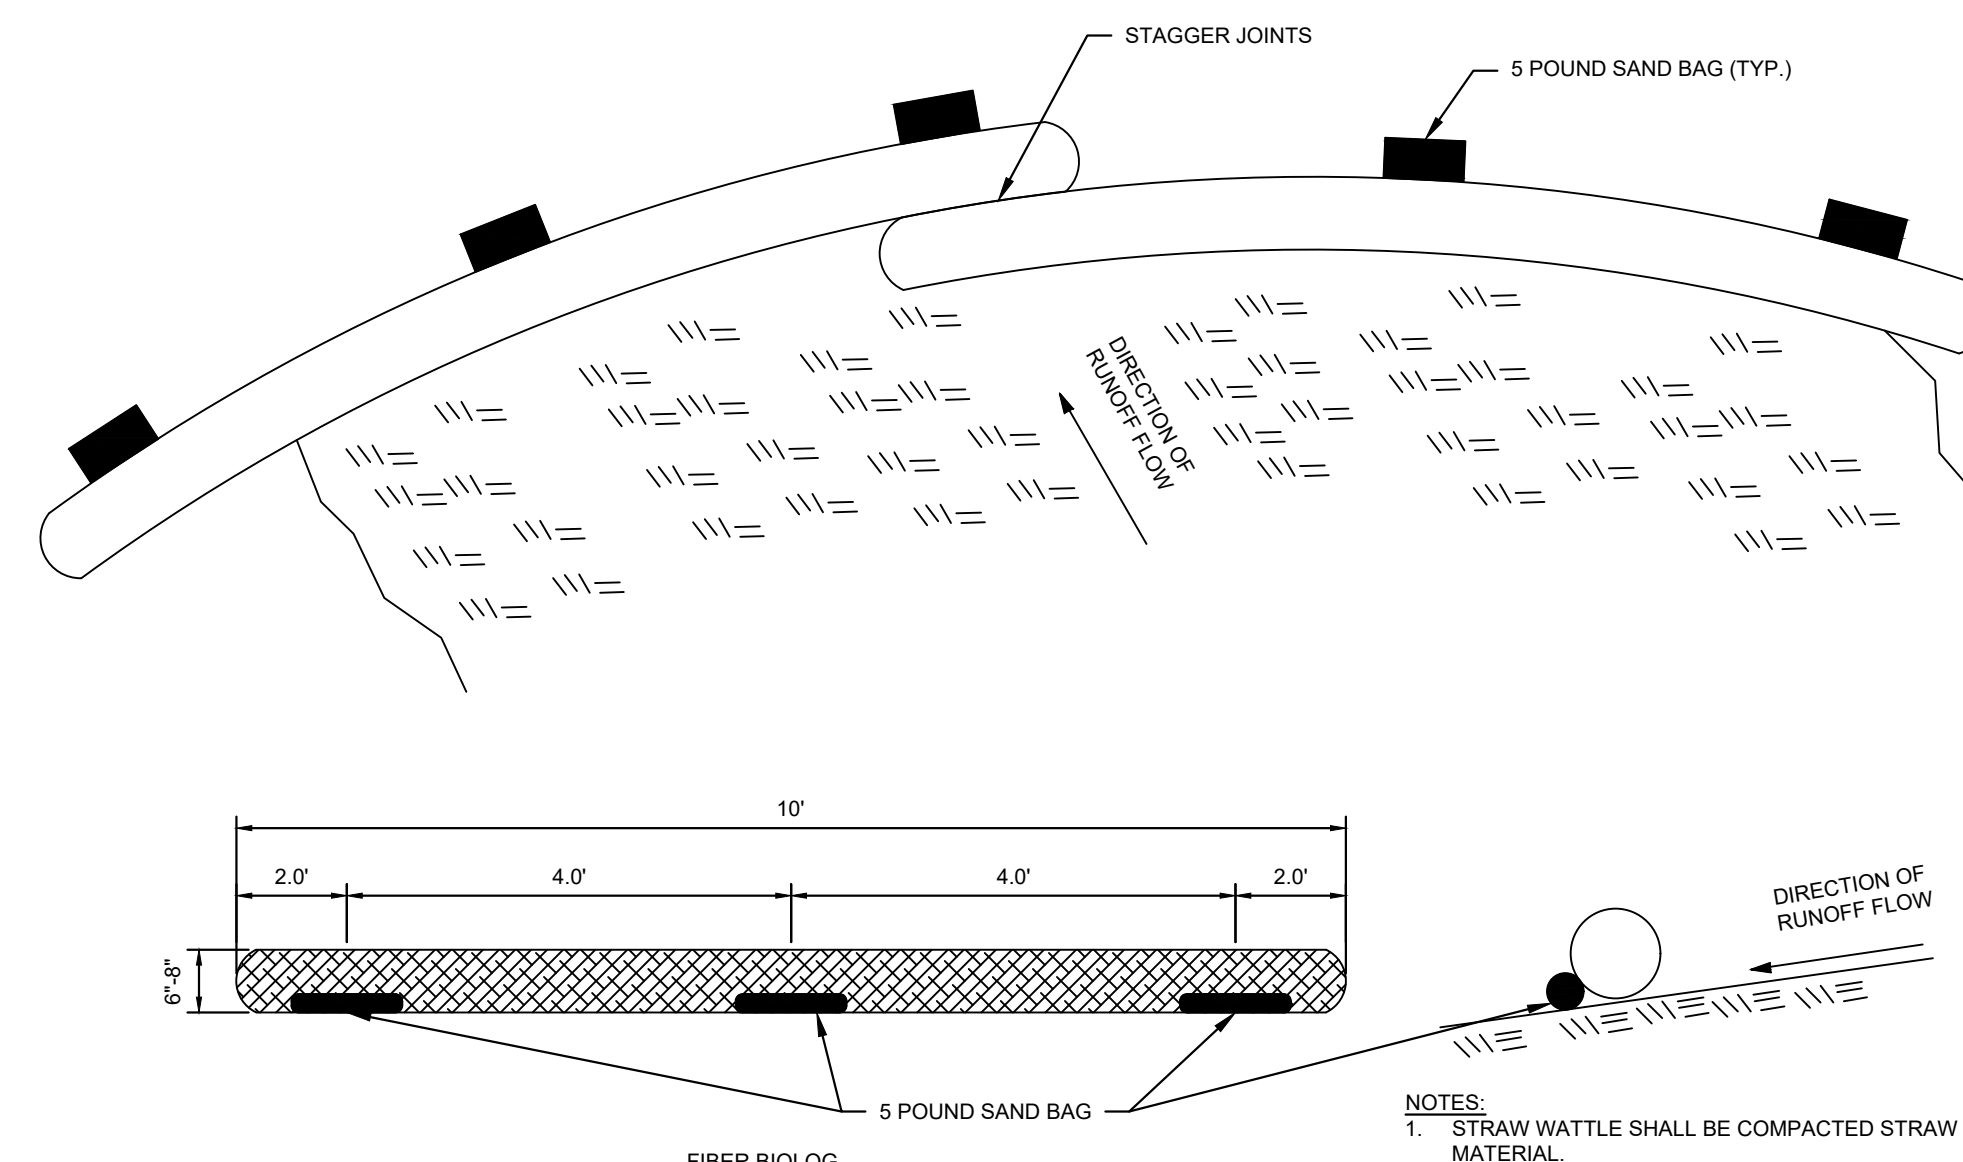 STAGGER JOINTS
5 POUND SAND BAG (TYP.)
DIRECTION OF
RUNOFF FLOW
10'
2.0'
4.0'
4.0'
2.0'
6"-8"
DIRECTION OF
RUNOFF FLOW
5 POUND SAND BAG
NOTES:
1. STRAW WATTLE SHALL BE COMPACTED STRAW
MATERIAL.
FIBER BIOLOG